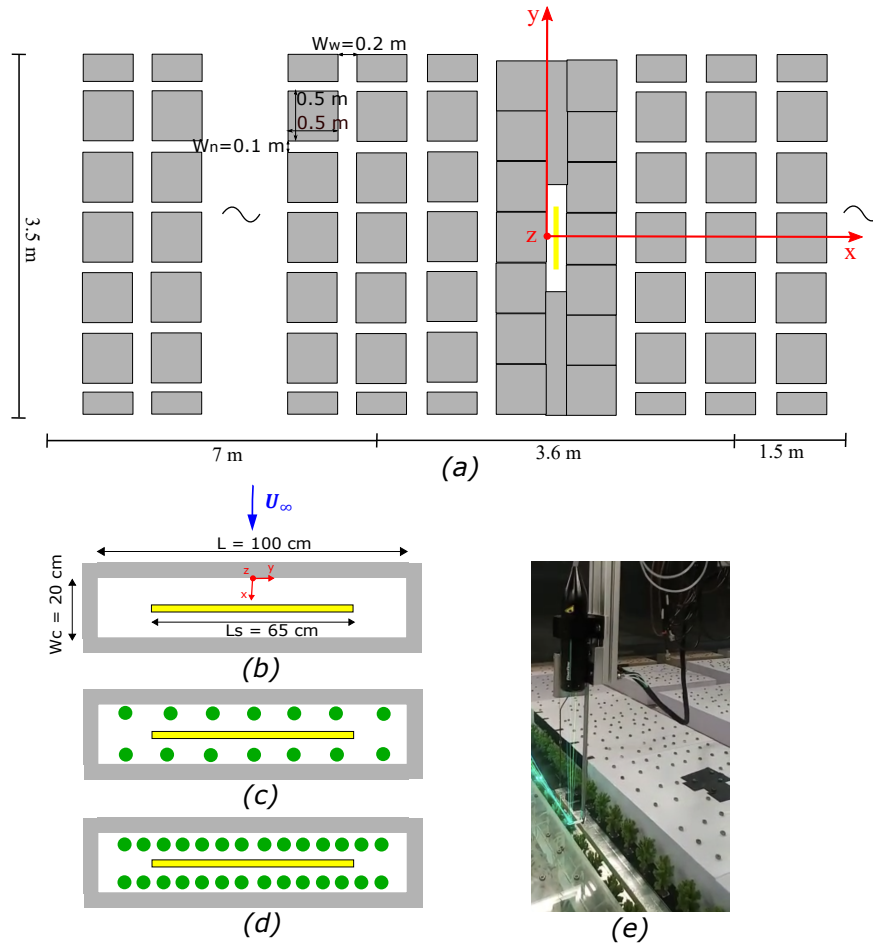 y
Ww=0.2 m
0.5 m
0.5 m
Wn=0.1 m
3.5 m
z
x
7 m
3.6 m
1.5 m
(a)
U∞
L = 100 cm
z
y
x
Wc = 20 cm
Ls = 65 cm
(b)
(c)
(d)
(e)